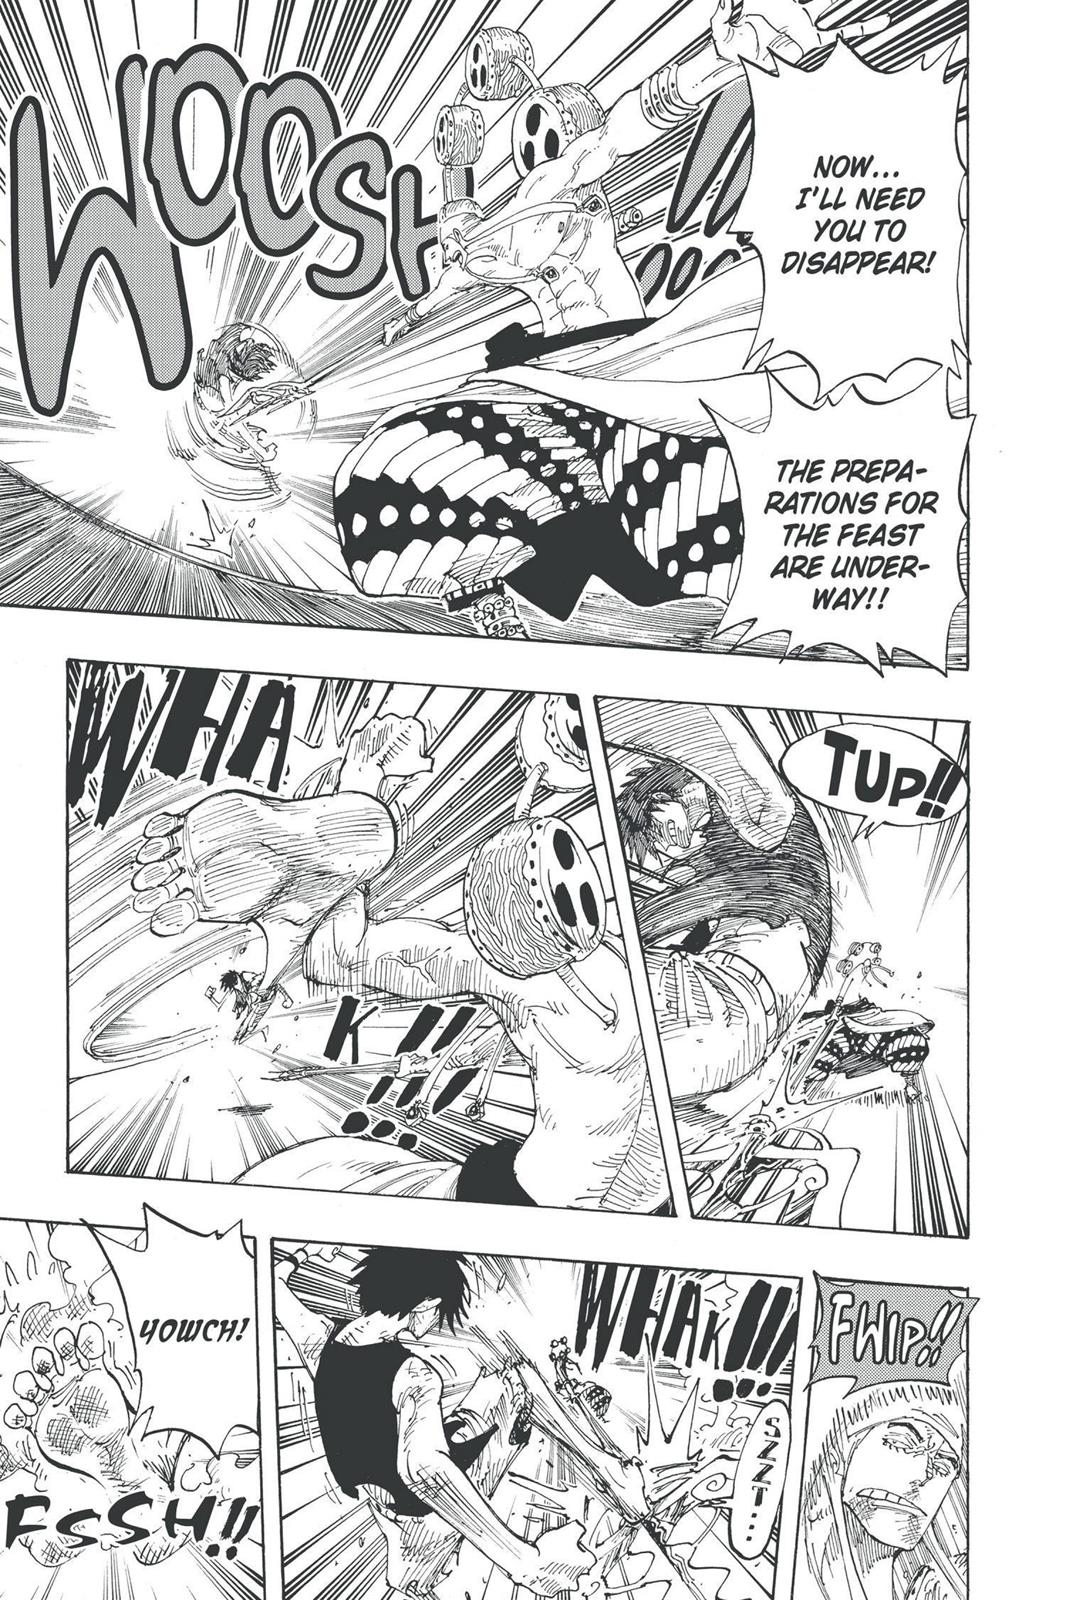 NOW...
I'LL NEED
YOU TO
DISAPPEAR!
WOOSH
THE PREPA-
RATIONS FOR
THE FEAST
ARE UNDER-
WAY!!
TUP!!
WHA
K!!!
FWIP!!
WHAK!!!
SZZT...
YOWCH!
FSSSH!!